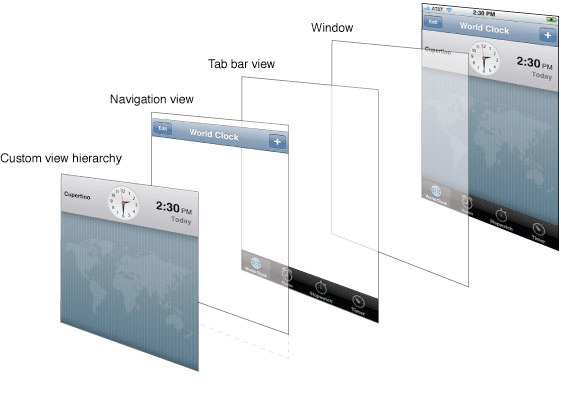 Window
AT&T 2:30 PM
Edit World Clock +
Cupertino 2:30 PM
Today
World Clock Alarm Stopwatch Timer
Tab bar view
World Clock Alarm Stopwatch Timer
Navigation view
Edit World Clock +
Custom view hierarchy
Cupertino 2:30 PM
Today